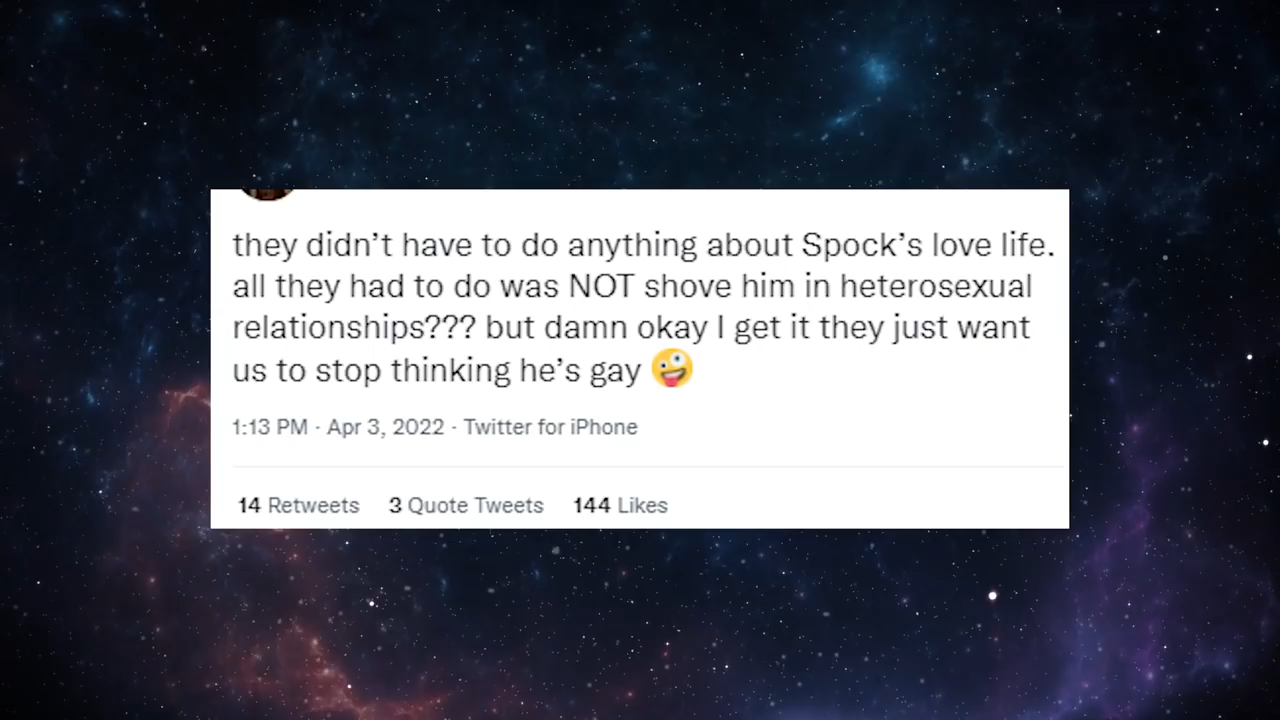 they didn’t have to do anything about Spock’s love life.
all they had to do was NOT shove him in heterosexual
relationships??? but damn okay I get it they just want
us to stop thinking he’s gay 🤪
1:13 PM · Apr 3, 2022 · Twitter for iPhone
14 Retweets 3 Quote Tweets 144 Likes